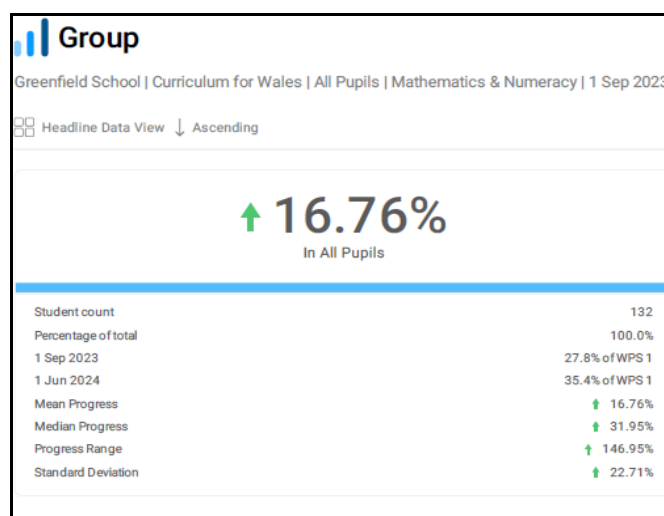 Group
Greenfield School | Curriculum for Wales | All Pupils | Mathematics & Numeracy | 1 Sep 2023
Headline Data View ↓ Ascending
↑ 16.76%
In All Pupils
Student count 132
Percentage of total 100.0%
1 Sep 2023 27.8% of WPS 1
1 Jun 2024 35.4% of WPS 1
Mean Progress ↑ 16.76%
Median Progress ↑ 31.95%
Progress Range ↑ 146.95%
Standard Deviation ↑ 22.71%